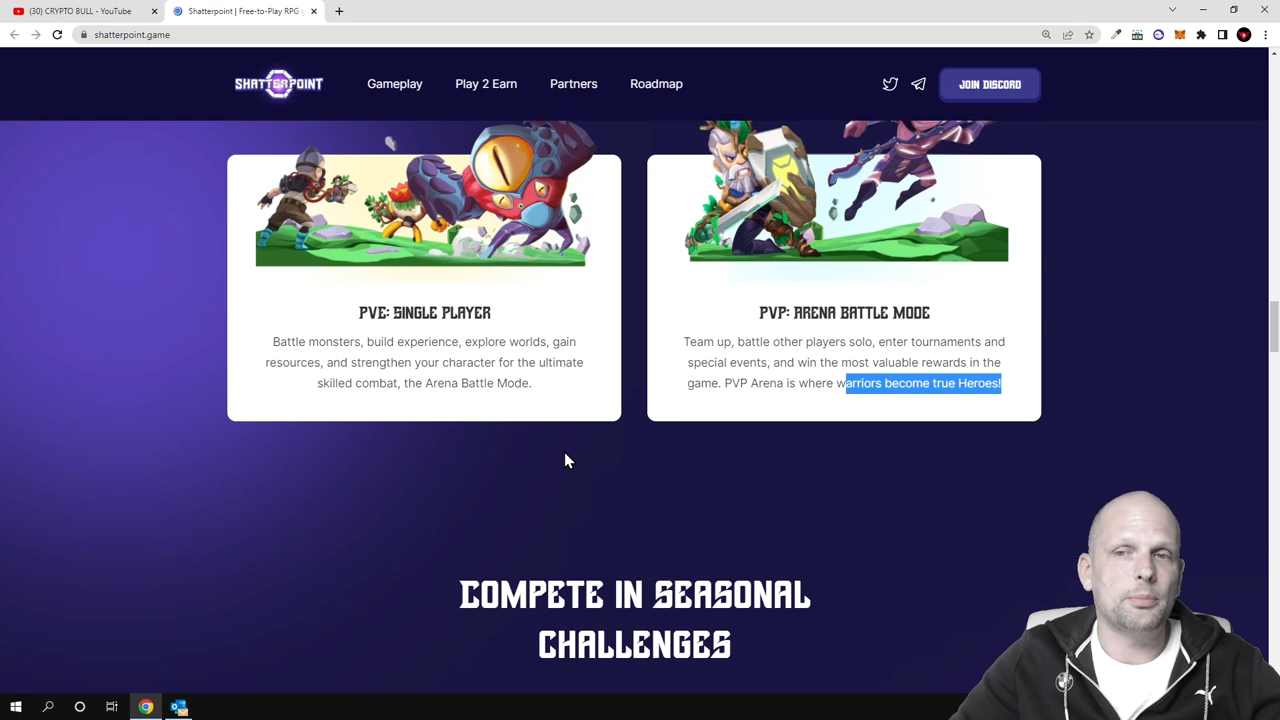 (30) CRYPTO BULL - YouTube
Shatterpoint | Free-to-Play RPG g
shatterpoint.game
SHATTERPOINT
Gameplay
Play 2 Earn
Partners
Roadmap
JOIN DISCORD
PVE: SINGLE PLAYER
Battle monsters, build experience, explore worlds, gain
resources, and strengthen your character for the ultimate
skilled combat, the Arena Battle Mode.
PVP: ARENA BATTLE MODE
Team up, battle other players solo, enter tournaments and
special events, and win the most valuable rewards in the
game. PVP Arena is where warriors become true Heroes!
COMPETE IN SEASONAL
CHALLENGES